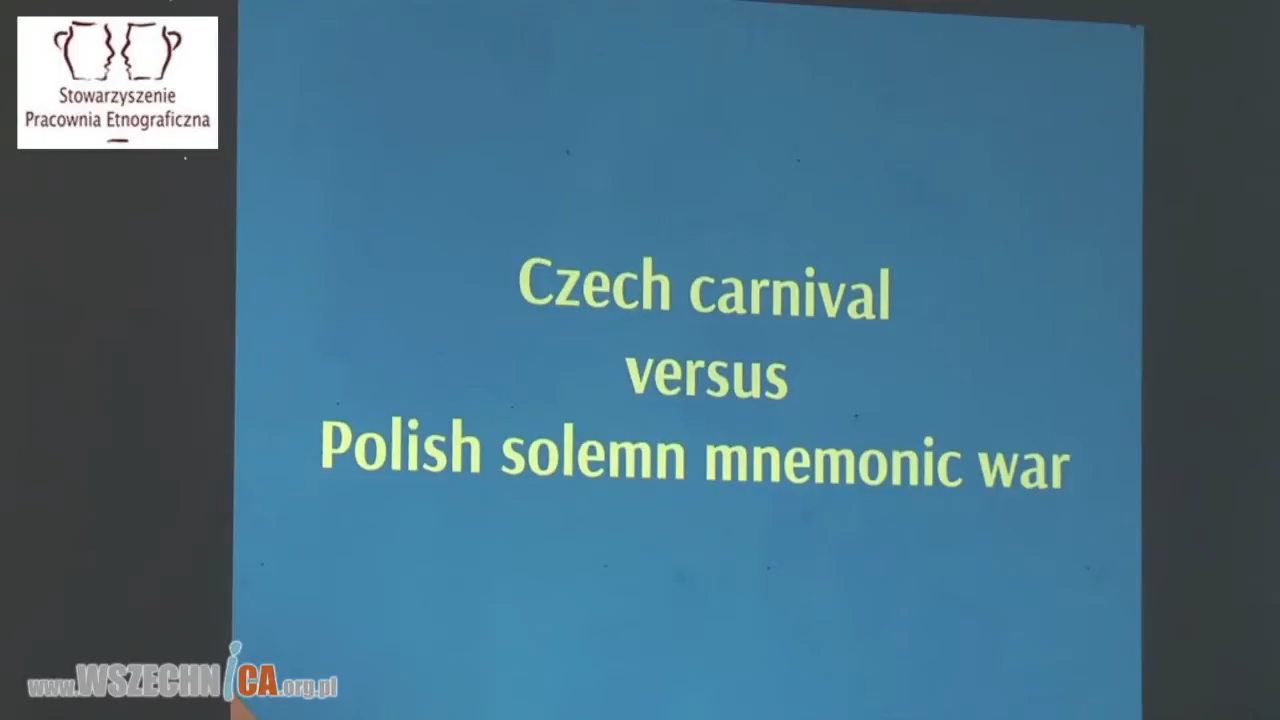 Stowarzyszenie
Pracownia Etnograficzna
Czech carnival
versus
Polish solemn mnemonic war
www.WSZECHNICA.org.pl